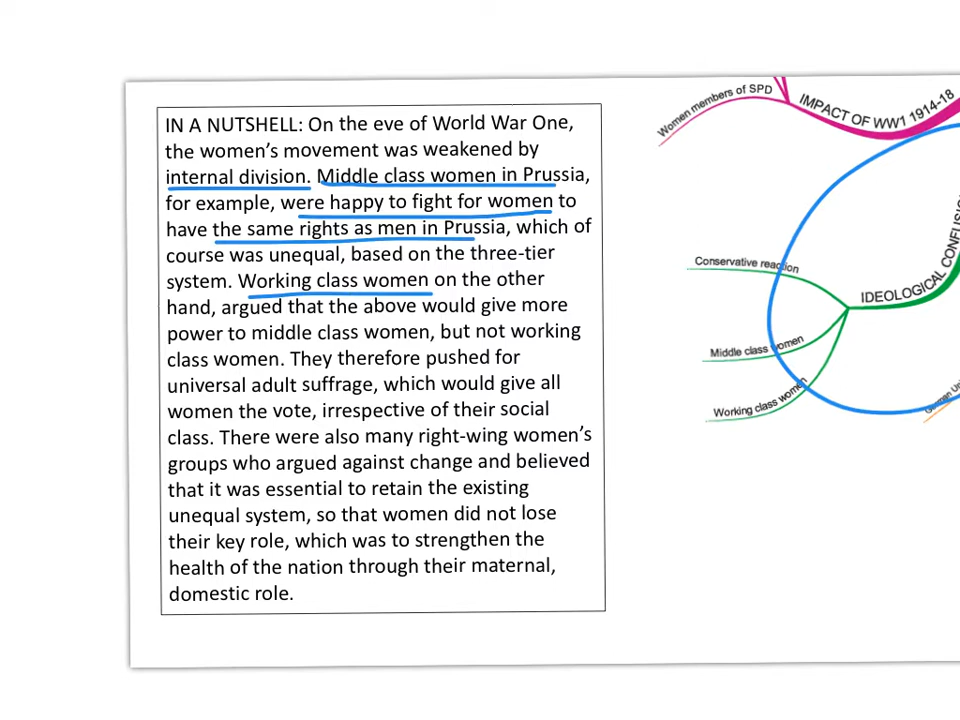 IN A NUTSHELL: On the eve of World War One,
the women's movement was weakened by
internal division. Middle class women in Prussia,
for example, were happy to fight for women to
have the same rights as men in Prussia, which of
course was unequal, based on the three-tier
system. Working class women on the other
hand, argued that the above would give more
power to middle class women, but not working
class women. They therefore pushed for
universal adult suffrage, which would give all
women the vote, irrespective of their social
class. There were also many right-wing women's
groups who argued against change and believed
that it was essential to retain the existing
unequal system, so that women did not lose
their key role, which was to strengthen the
health of the nation through their maternal,
domestic role.
Women members of SPD
IMPACT OF WW1 1914-18
Conservative reaction
IDEOLOGICAL
Middle class women
Working class women